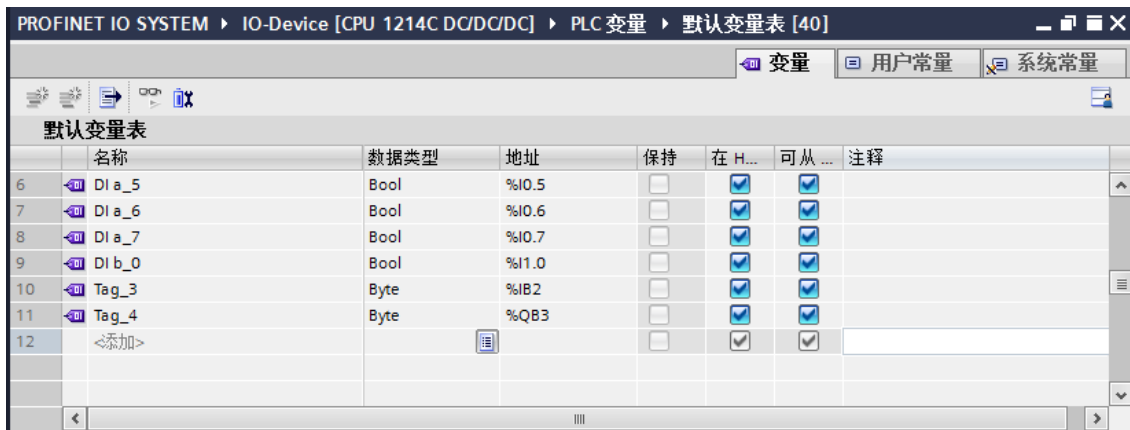 PROFINET IO SYSTEM ▸ IO-Device [CPU 1214C DC/DC/DC] ▸ PLC 变量 ▸ 默认变量表 [40]
变量 用户常量 系统常量
默认变量表
名称 数据类型 地址 保持 在 H... 可从 ... 注释
6 DI a_5 Bool %I0.5
7 DI a_6 Bool %I0.6
8 DI a_7 Bool %I0.7
9 DI b_0 Bool %I1.0
10 Tag_3 Byte %IB2
11 Tag_4 Byte %QB3
12 <添加>